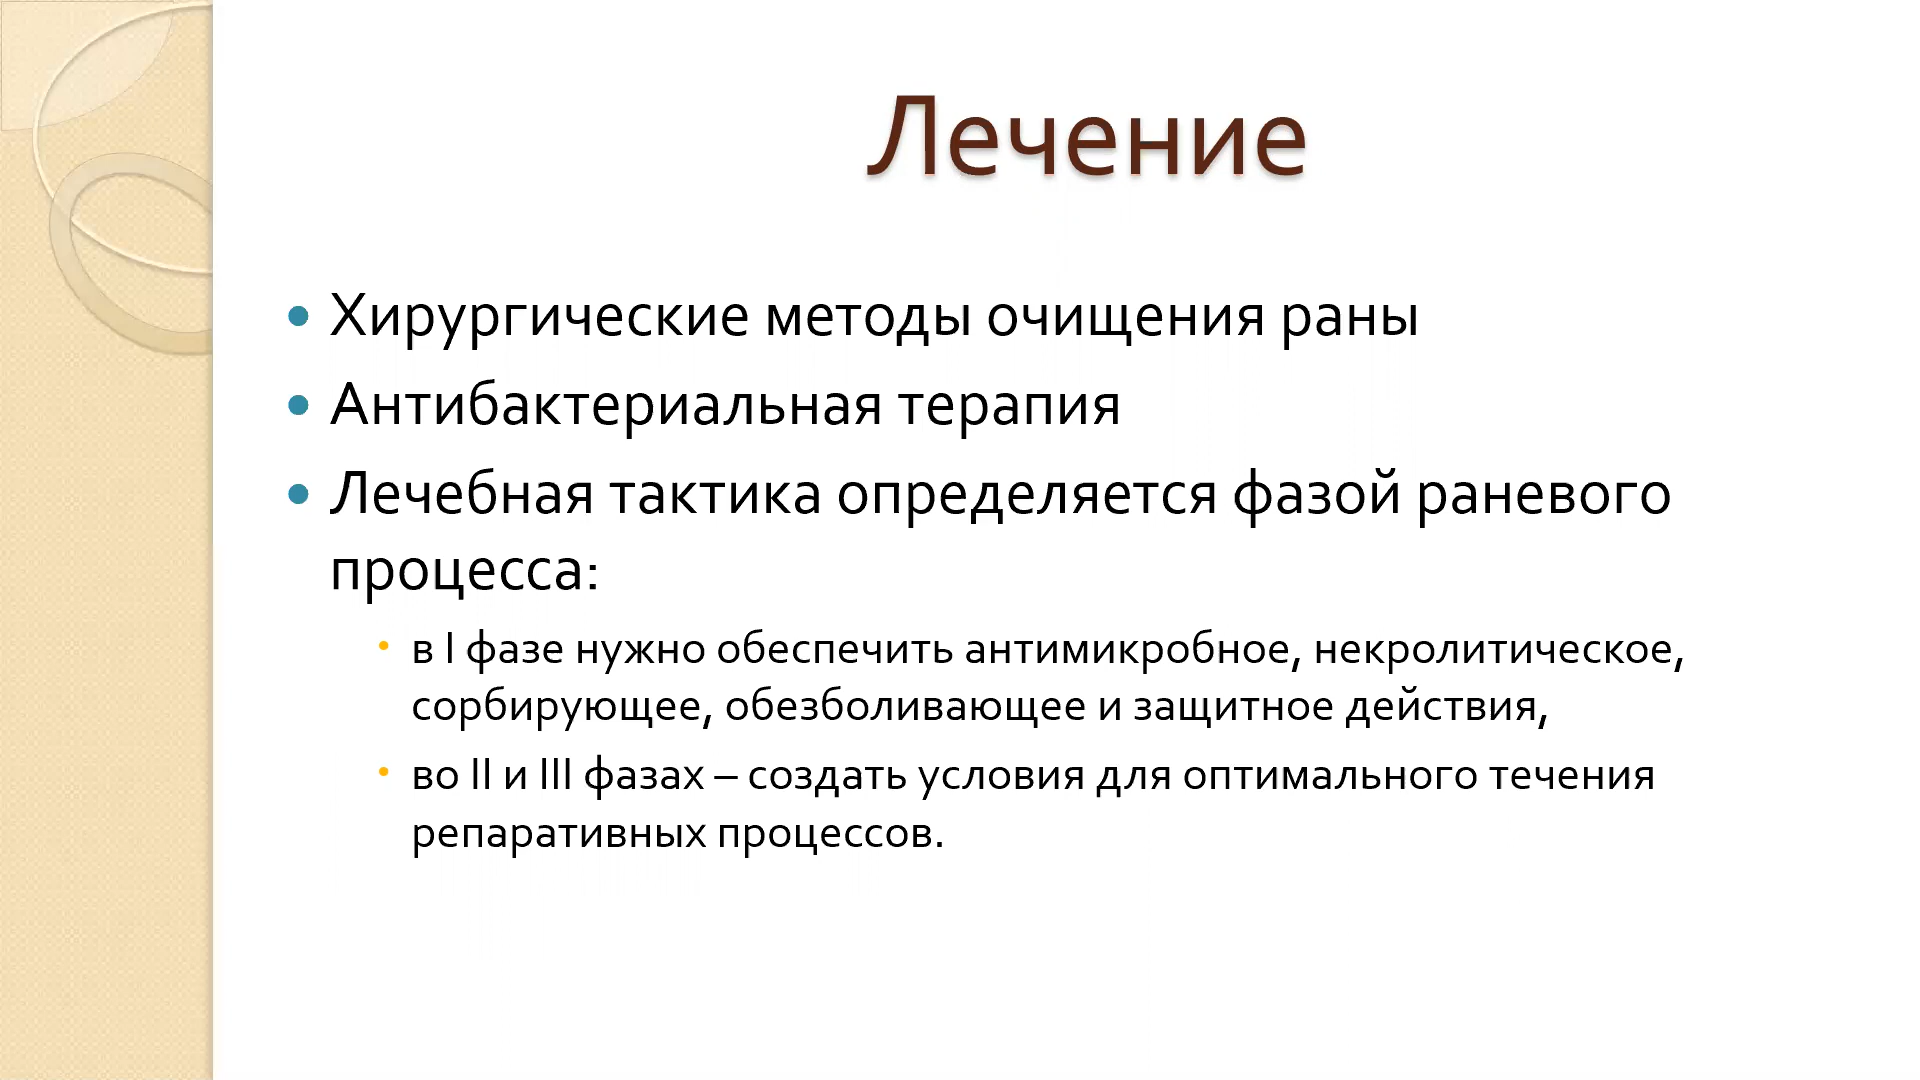 Лечение
• Хирургические методы очищения раны
• Антибактериальная терапия
• Лечебная тактика определяется фазой раневого
процесса:
• в I фазе нужно обеспечить антимикробное, некролитическое,
сорбирующее, обезболивающее и защитное действия,
• во II и III фазах – создать условия для оптимального течения
репаративных процессов.